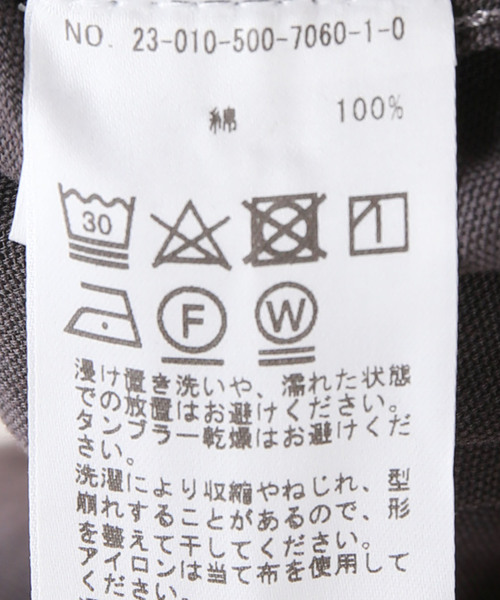 NO. 23-010-500-7060-1-0
綿 100%
30
F W
浸け置き洗いや、濡れた状態
での放置はお避けください。
タンブラー乾燥はお避けくだ
さい。
洗濯により収縮やねじれ、型
崩れすることがあるので、形
を整えて干してください。
アイロンは当て布を使用して
ください。